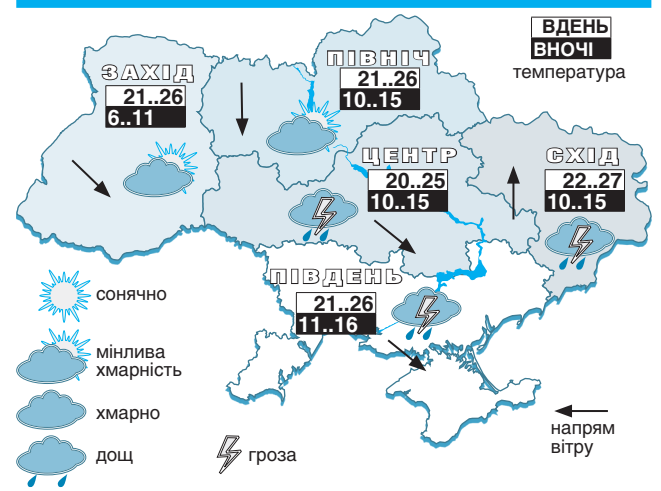 ВДЕНЬ
ВНОЧІ
температура
ПІВНІЧ
21..26
10..15
ЗАХІД
21..26
6..11
ЦЕНТР
20..25
10..15
СХІД
22..27
10..15
ПІВДЕНЬ
21..26
11..16
сонячно
мінлива
хмарність
хмарно
дощ
гроза
напрям
вітру